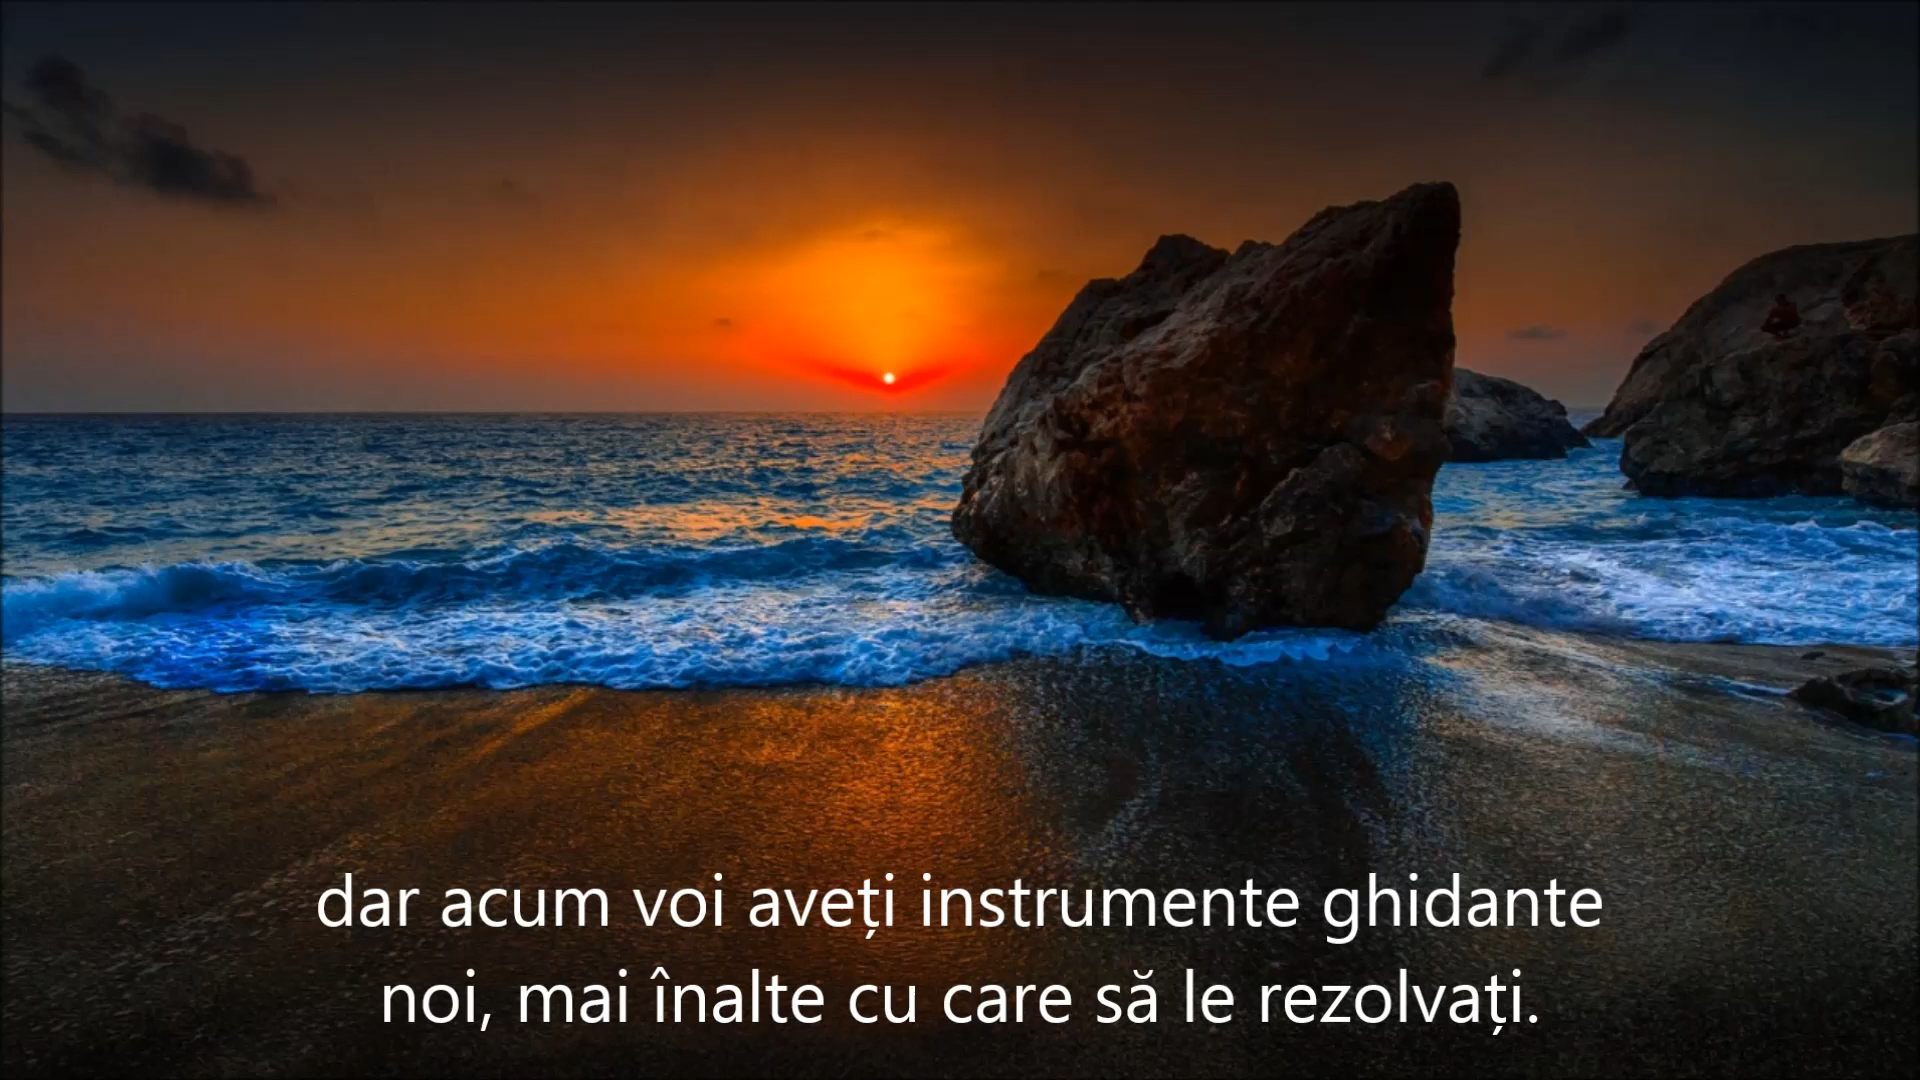 dar acum voi aveți instrumente ghidante
noi, mai înalte cu care să le rezolvați.